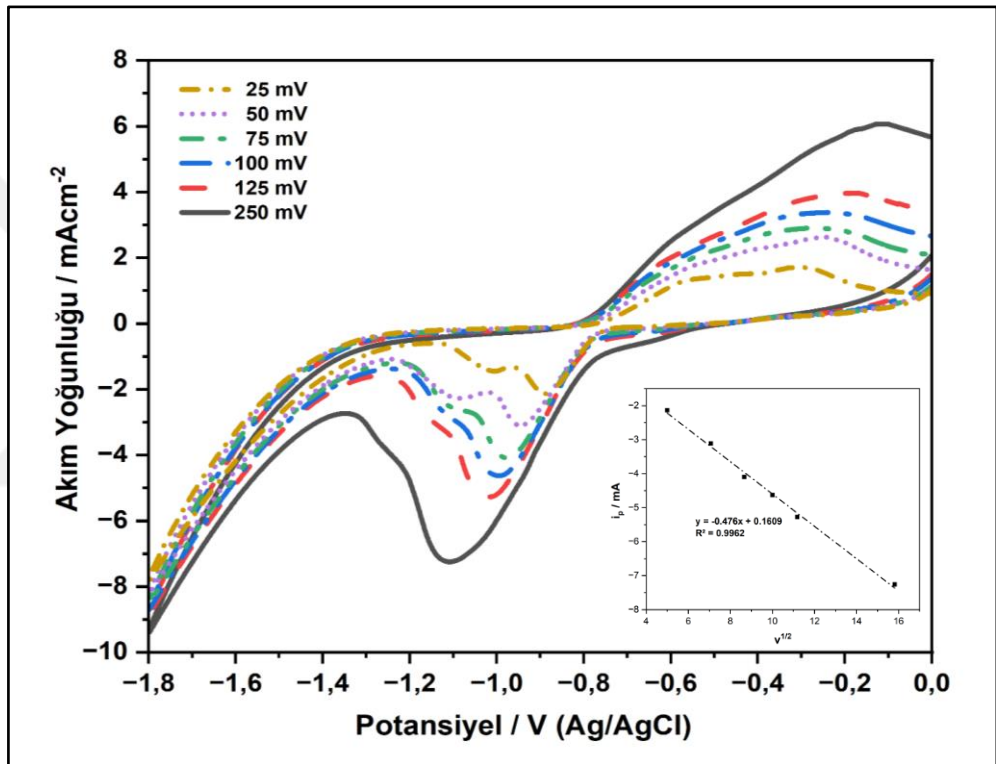 8
6
4
2
0
−2
−4
−6
−8
−10
Akım Yoğunluğu / mAcm-2
25 mV
50 mV
75 mV
100 mV
125 mV
250 mV
−2
−3
−4
−5
−6
−7
−8
ip / mA
y = -0.476x + 0.1609
R² = 0.9962
4 6 8 10 12 14 16
v1/2
−1,8 −1,6 −1,4 −1,2 −1,0 −0,8 −0,6 −0,4 −0,2 0,0
Potansiyel / V (Ag/AgCl)